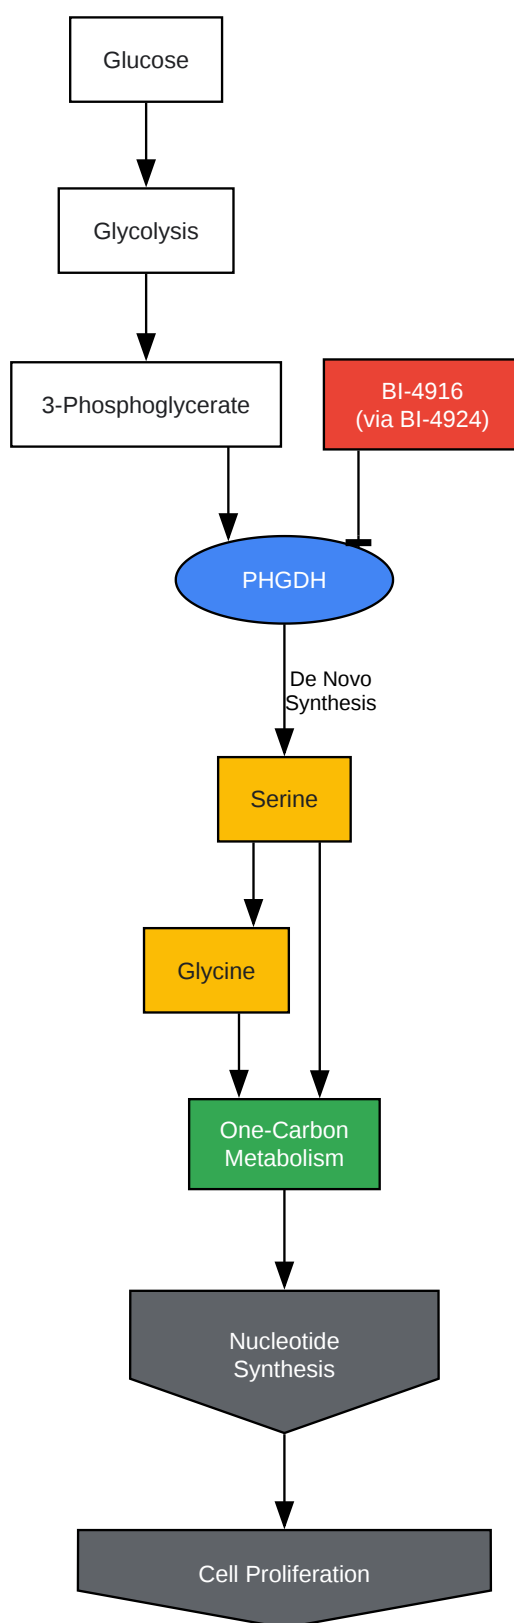 Glucose
Glycolysis
3-Phosphoglycerate
BI-4916
(via BI-4924)
PHGDH
De Novo
Synthesis
Serine
Glycine
One-Carbon
Metabolism
Nucleotide
Synthesis
Cell Proliferation